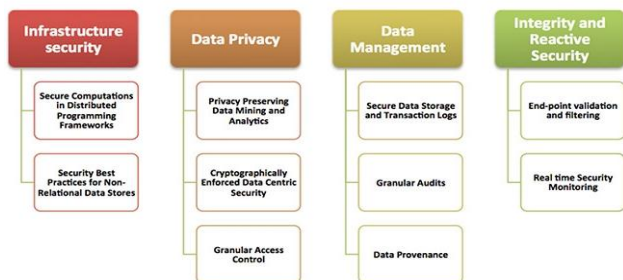 Infrastructure
security
Secure Computations
in Distributed
Programming
Frameworks
Security Best
Practices for Non-
Relational Data Stores
Data Privacy
Privacy Preserving
Data Mining and
Analytics
Cryptographically
Enforced Data Centric
Security
Granular Access
Control
Data
Management
Secure Data Storage
and Transaction Logs
Granular Audits
Data Provenance
Integrity and
Reactive
Security
End-point validation
and filtering
Real time Security
Monitoring